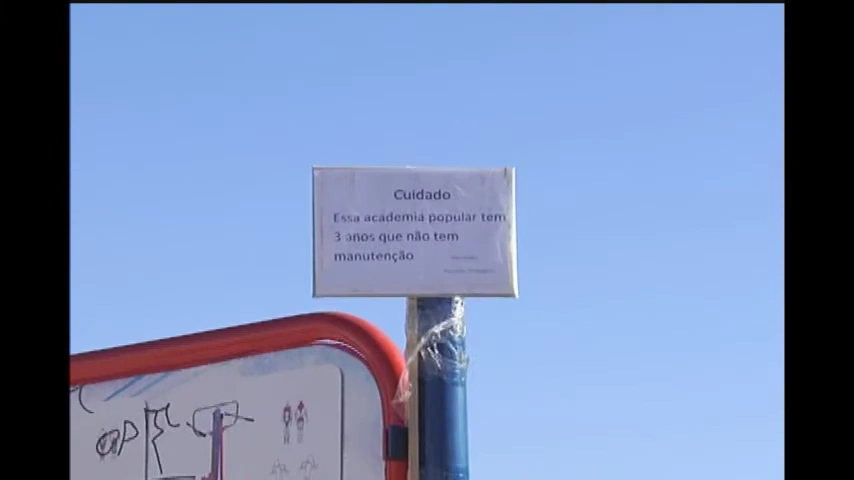 Cuidado
Essa academia popular tem
3 anos que não tem
manutenção